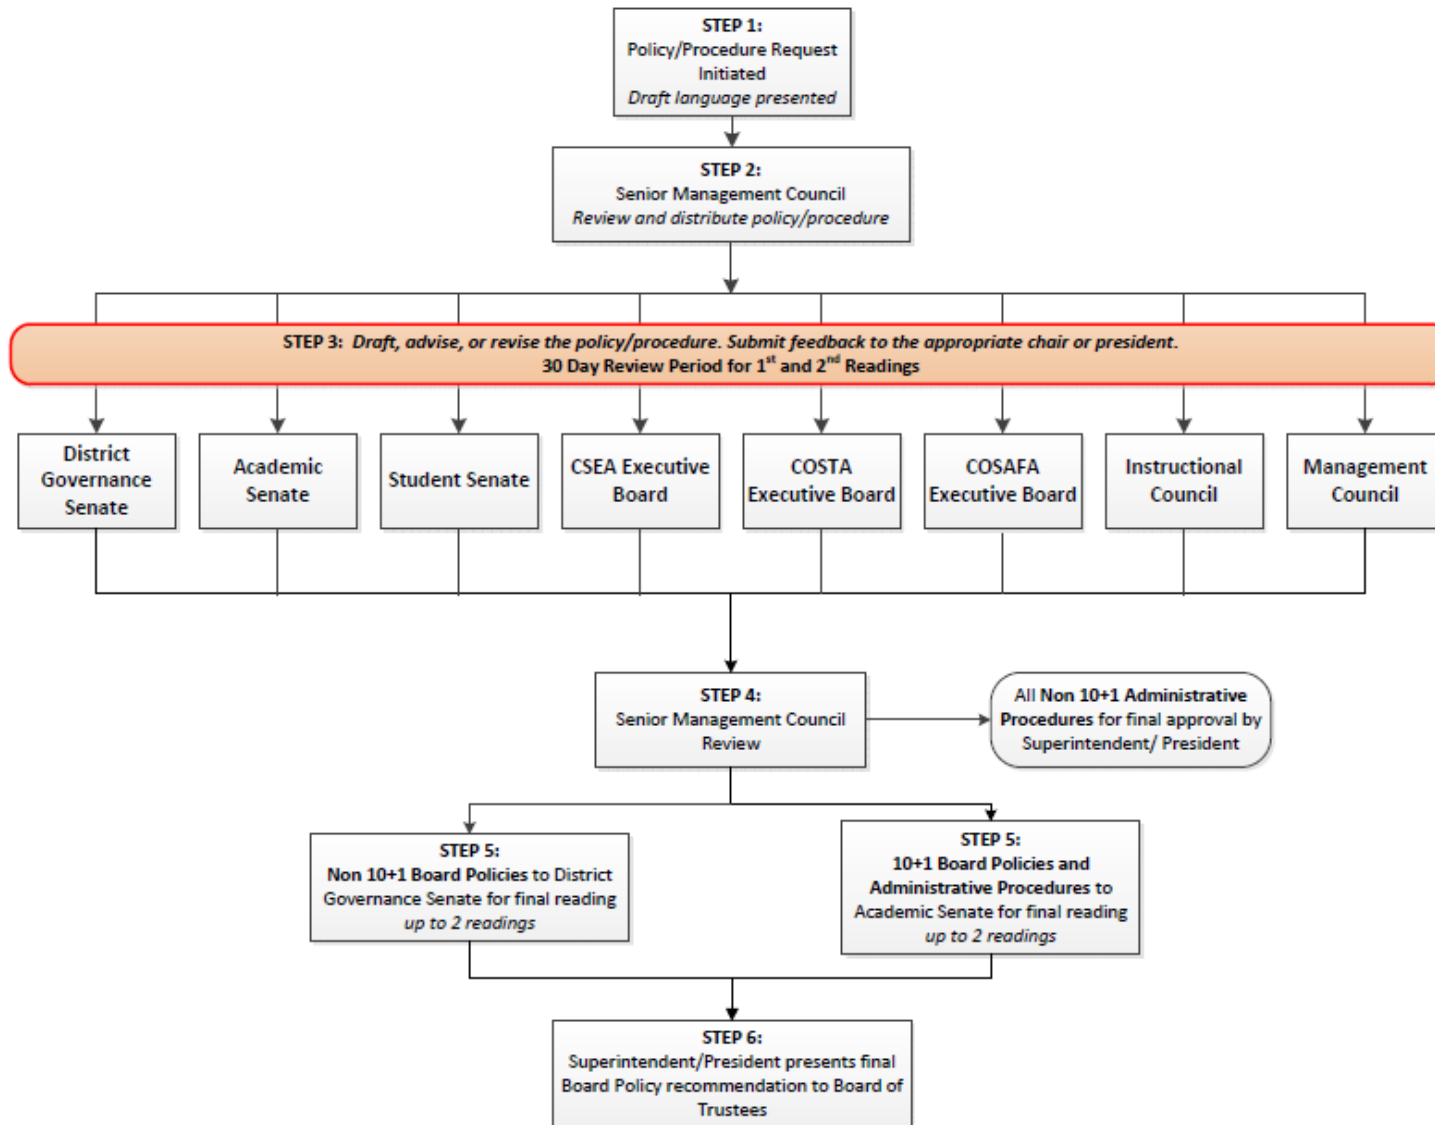 STEP 1:
Policy/Procedure Request
Initiated
Draft language presented
STEP 2:
Senior Management Council
Review and distribute policy/procedure
STEP 3: Draft, advise, or revise the policy/procedure. Submit feedback to the appropriate chair or president.
30 Day Review Period for 1st and 2nd Readings
District
Governance
Senate
Academic
Senate
Student Senate
CSEA Executive
Board
COSTA
Executive Board
COSAFA
Executive Board
Instructional
Council
Management
Council
STEP 4:
Senior Management Council
Review
All Non 10+1 Administrative
Procedures for final approval by
Superintendent/ President
STEP 5:
Non 10+1 Board Policies to District
Governance Senate for final reading
up to 2 readings
STEP 5:
10+1 Board Policies and
Administrative Procedures to
Academic Senate for final reading
up to 2 readings
STEP 6:
Superintendent/President presents final
Board Policy recommendation to Board of
Trustees